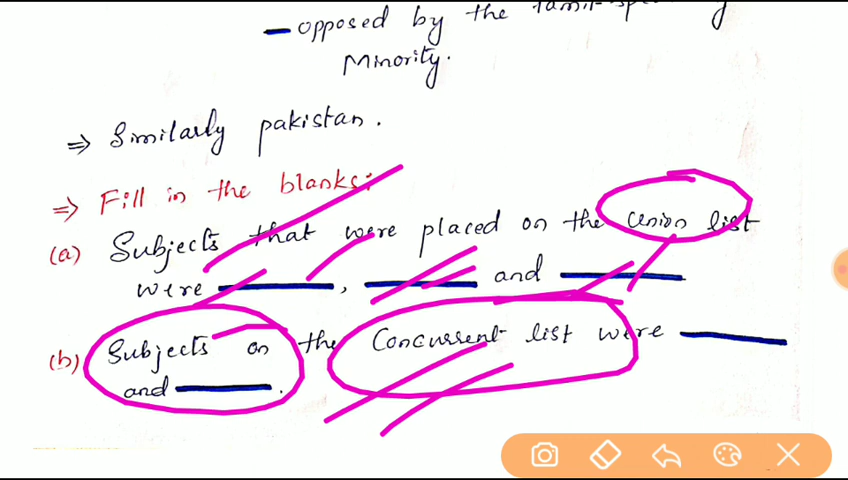 – opposed by the
Minority.
⇒ Similarly pakistan.
⇒ Fill in the blanks:
(a) Subjects that were placed on the union list
were ______, ______ and ______
(b) Subjects on the Concurrent list were ______
and ______.